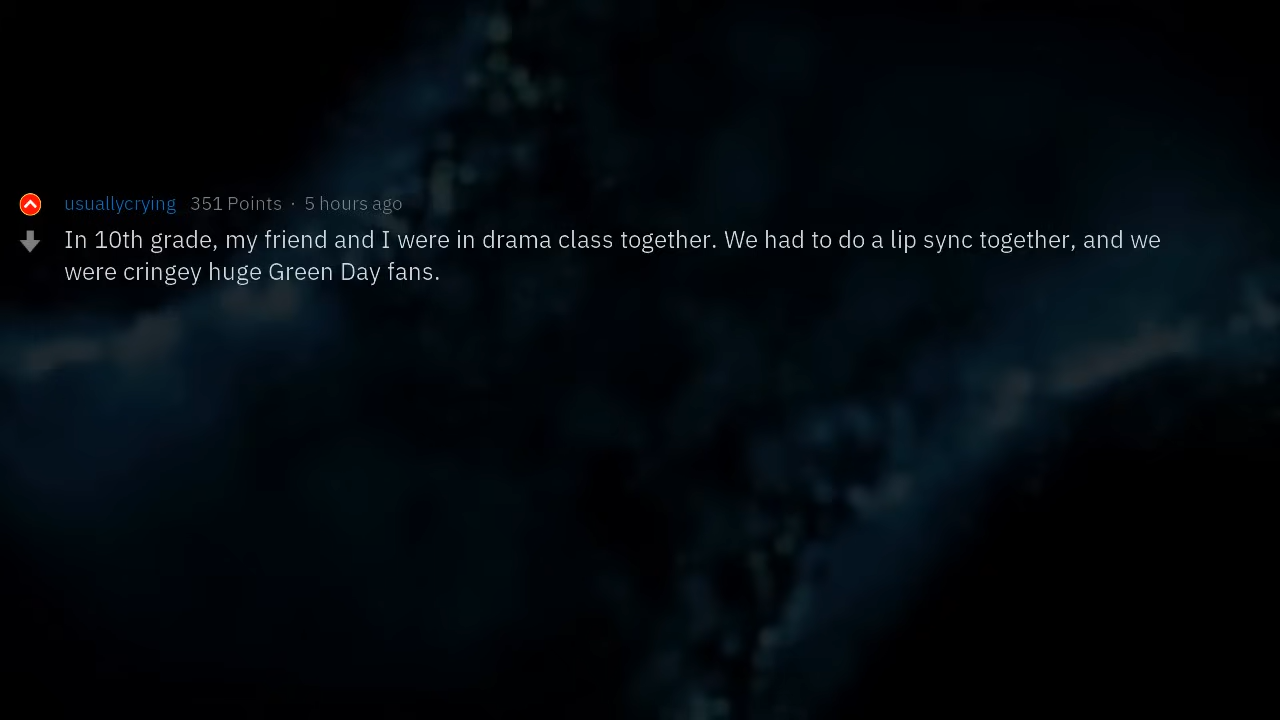 usuallycrying 351 Points · 5 hours ago
In 10th grade, my friend and I were in drama class together. We had to do a lip sync together, and we
were cringey huge Green Day fans.